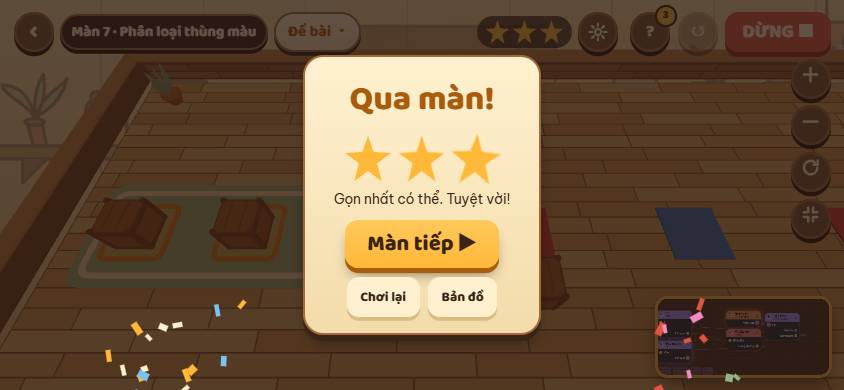 Màn 7 · Phân loại thùng màu
Đề bài
3
?
DỪNG
Qua màn!
Gọn nhất có thể. Tuyệt vời!
Màn tiếp
Chơi lại
Bản đồ